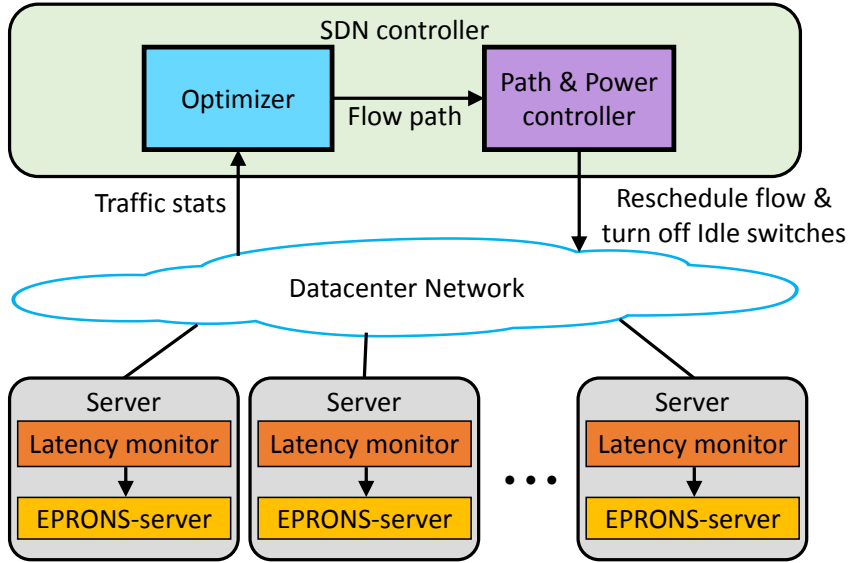 SDN controller
Optimizer
Flow path
Path & Power
controller
Traffic stats
Reschedule flow &
turn off Idle switches
Datacenter Network
Server
Latency monitor
EPRONS-server
Server
Latency monitor
EPRONS-server
...
Server
Latency monitor
EPRONS-server